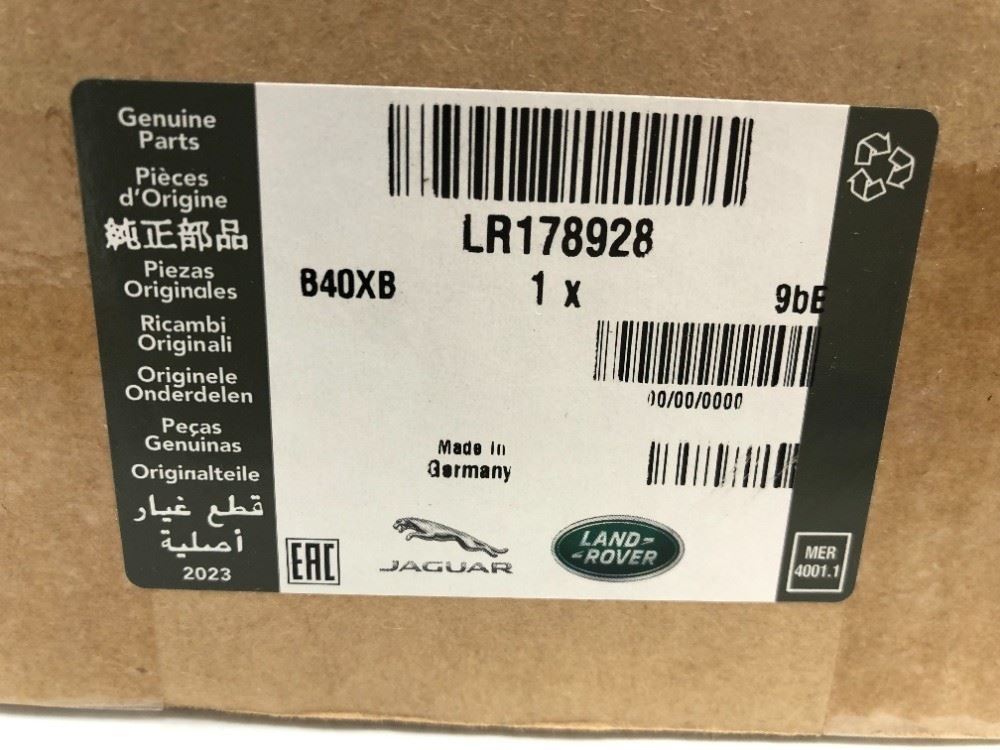 Genuine
Parts
Pièces
d'Origine
純正部品
Piezas
Originales
Ricambi
Originali
Originele
Onderdelen
Peças
Genuinas
Originalteile
قطع غيار
أصلية
2023
LR178928
B40XB 1 x 9bE
00/00/0000
Made in
Germany
EAC
JAGUAR
LAND-
-ROVER
MER
4001.1